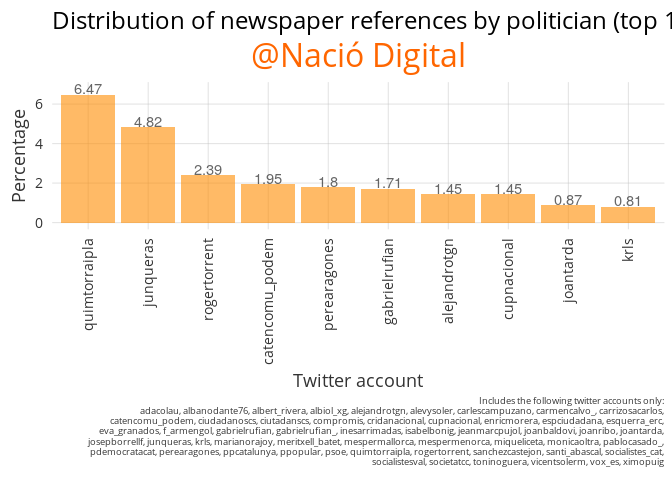 Distribution of newspaper references by politician (top 1
@Nació Digital
Percentage
6
4
2
0
6.47
4.82
2.39
1.95
1.8
1.71
1.45
1.45
0.87
0.81
quimtorraipla
junqueras
rogertorrent
catencomu_podem
perearagones
gabrielrufian
alejandrotgn
cupnacional
joantarda
krls
Twitter account
Includes the following twitter accounts only:
adacolau, albanodante76, albert_rivera, albiol_xg, alejandrotgn, alevysoler, carlescampuzano, carmencalvo_, carrizosacarlos,
catencomu_podem, ciudadanoscs, ciutadanscs, compromis, cridanacional, cupnacional, enricmorera, espciudadana, esquerra_erc,
eva_granados, f_armengol, gabrielrufian, gabrielrufian_, inesarrimadas, isabelbonig, jeanmarcpujol, joanbaldovi, joanribo, joantarda,
josepborrellf, junqueras, krls, marianorajoy, meritxell_batet, mespermallorca, mespermenorca, miqueliceta, monicaoltra, pablocasado_,
pdemocratacat, perearagones, ppcatalunya, ppopular, psoe, quimtorraipla, rogertorrent, sanchezcastejon, santi_abascal, socialistes_cat,
socialistesval, societatcc, toninoguera, vicentsolerm, vox_es, ximopuig